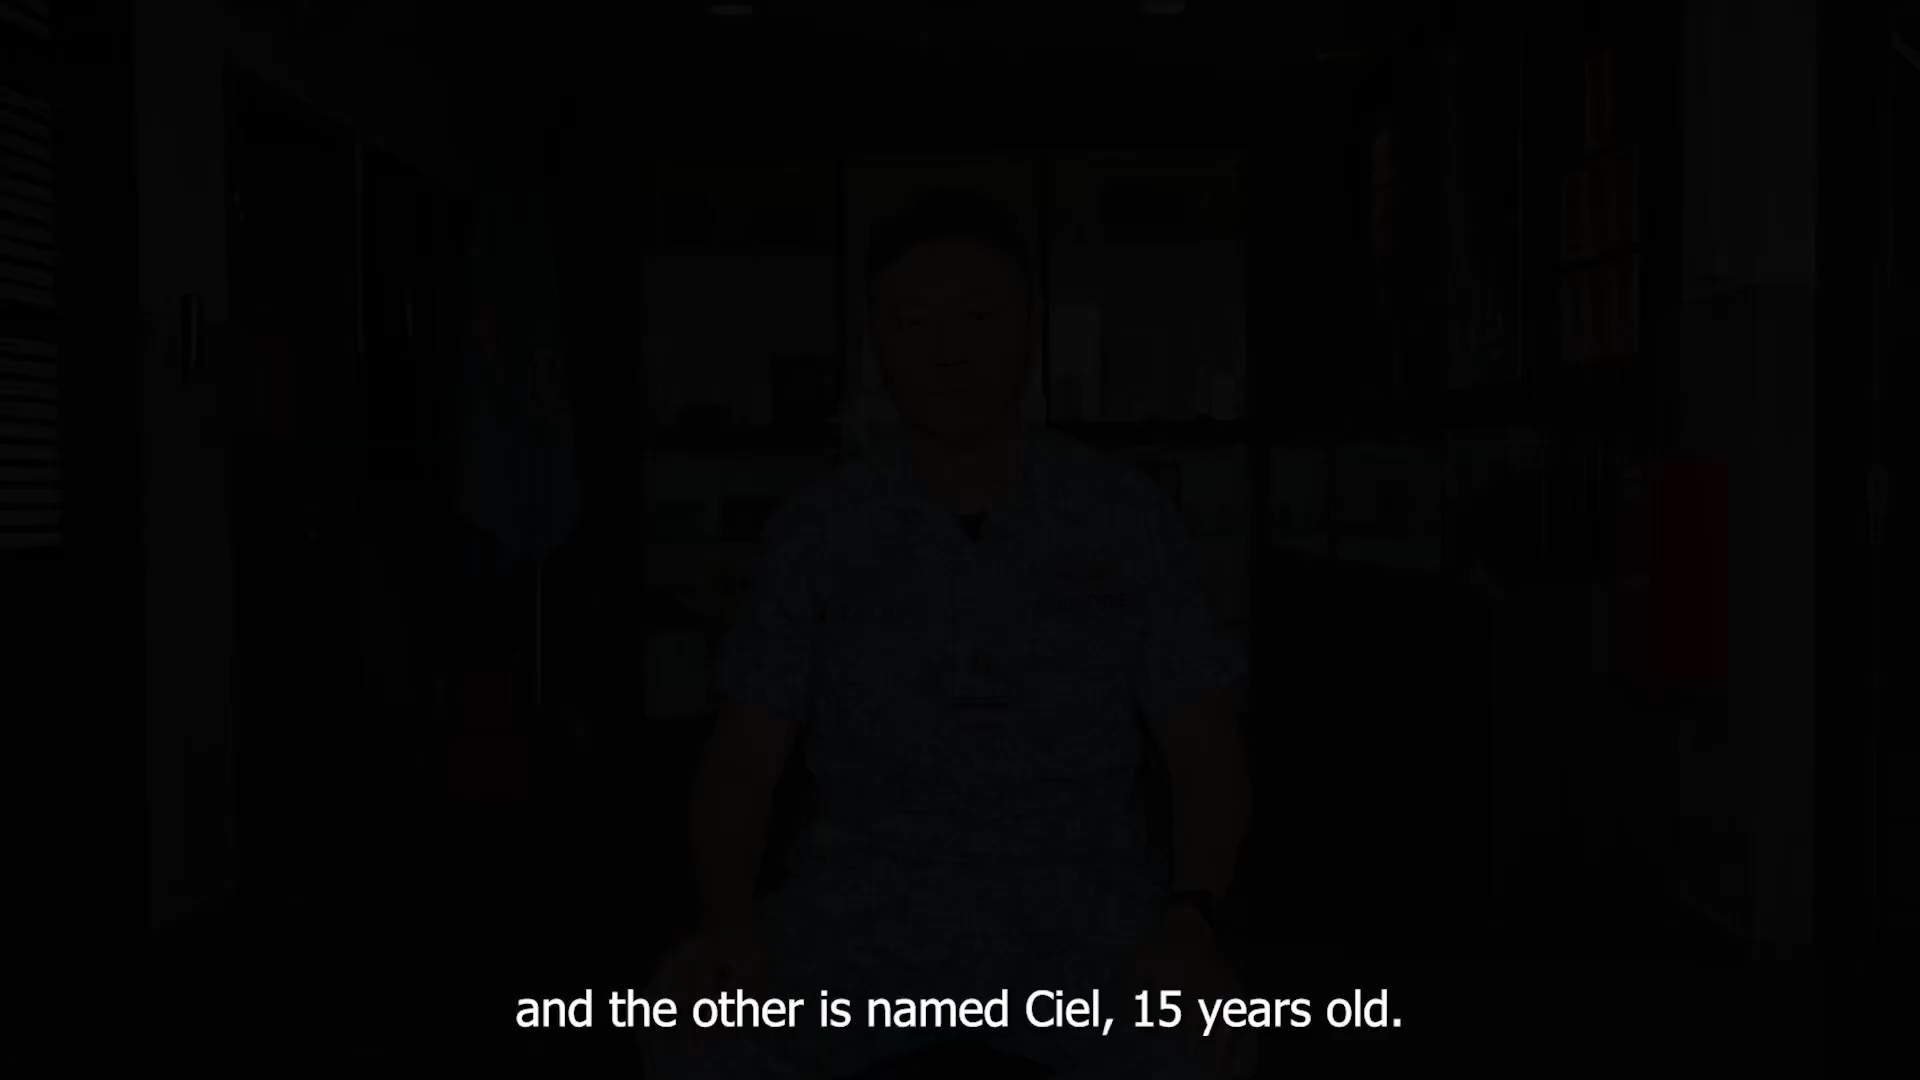 and the other is named Ciel, 15 years old.